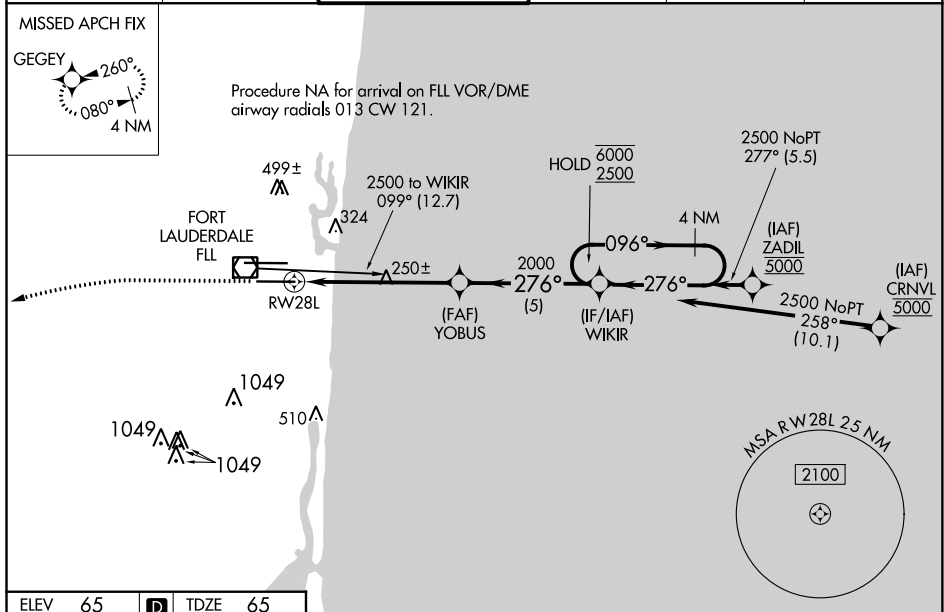 MISSED APCH FIX
GEGEY
260°
080°
4 NM
Procedure NA for arrival on FLL VOR/DME
airway radials 013 CW 121.
499±
2500 to WIKIR
099° (12.7)
324
FORT
LAUDERDALE
FLL
250±
RW28L
(FAF)
YOBUS
2000
276°
(5)
HOLD
6000
2500
4 NM
096°
276°
(IF/IAF)
WIKIR
2500 NoPT
277° (5.5)
(IAF)
ZADIL
5000
(IAF)
CRNVL
5000
2500 NoPT
258°
(10.1)
1049
510
1049
1049
MSA RW28L 25 NM
2100
ELEV 65 D TDZE 65